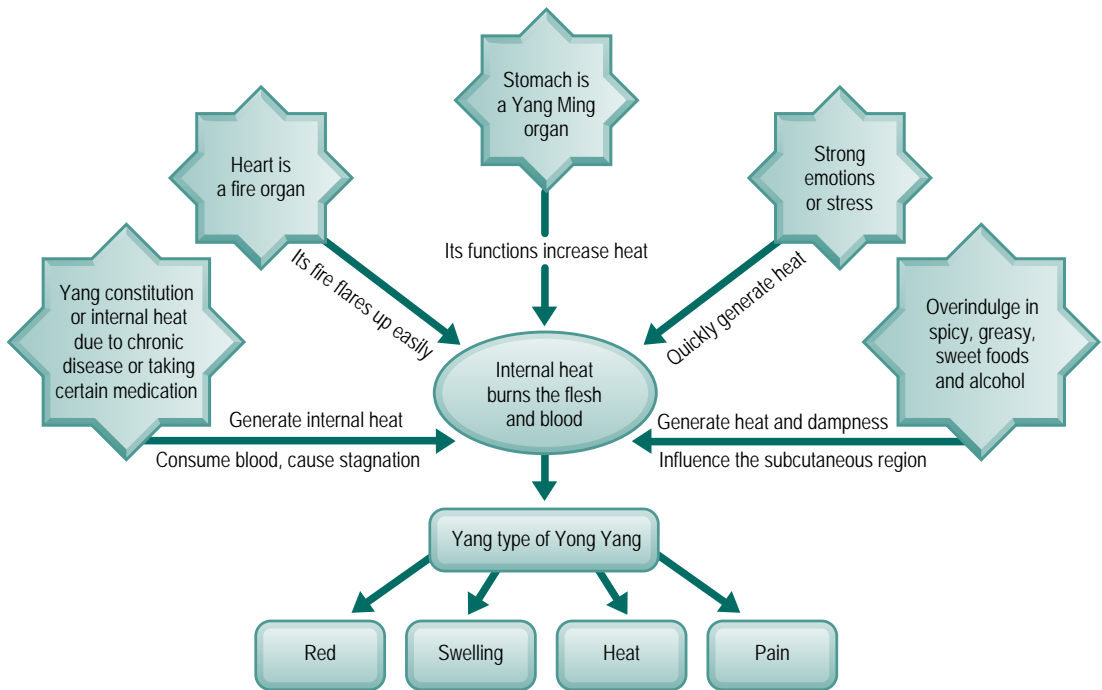 Stomach is
a Yang Ming
organ
Heart is
a fire organ
Strong
emotions
or stress
Its functions increase heat
Its fire flares up easily
Quickly generate heat
Yang constitution
or internal heat
due to chronic
disease or taking
certain medication
Overindulge in
spicy, greasy,
sweet foods
and alcohol
Internal heat
burns the flesh
and blood
Generate internal heat
Consume blood, cause stagnation
Generate heat and dampness
Influence the subcutaneous region
Yang type of Yong Yang
Red
Swelling
Heat
Pain